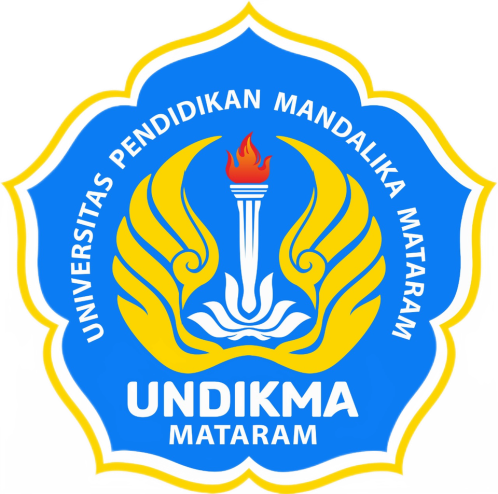 UNIVERSITAS PENDIDIKAN MANDALIKA MATARAM
UNDIKMA
MATARAM